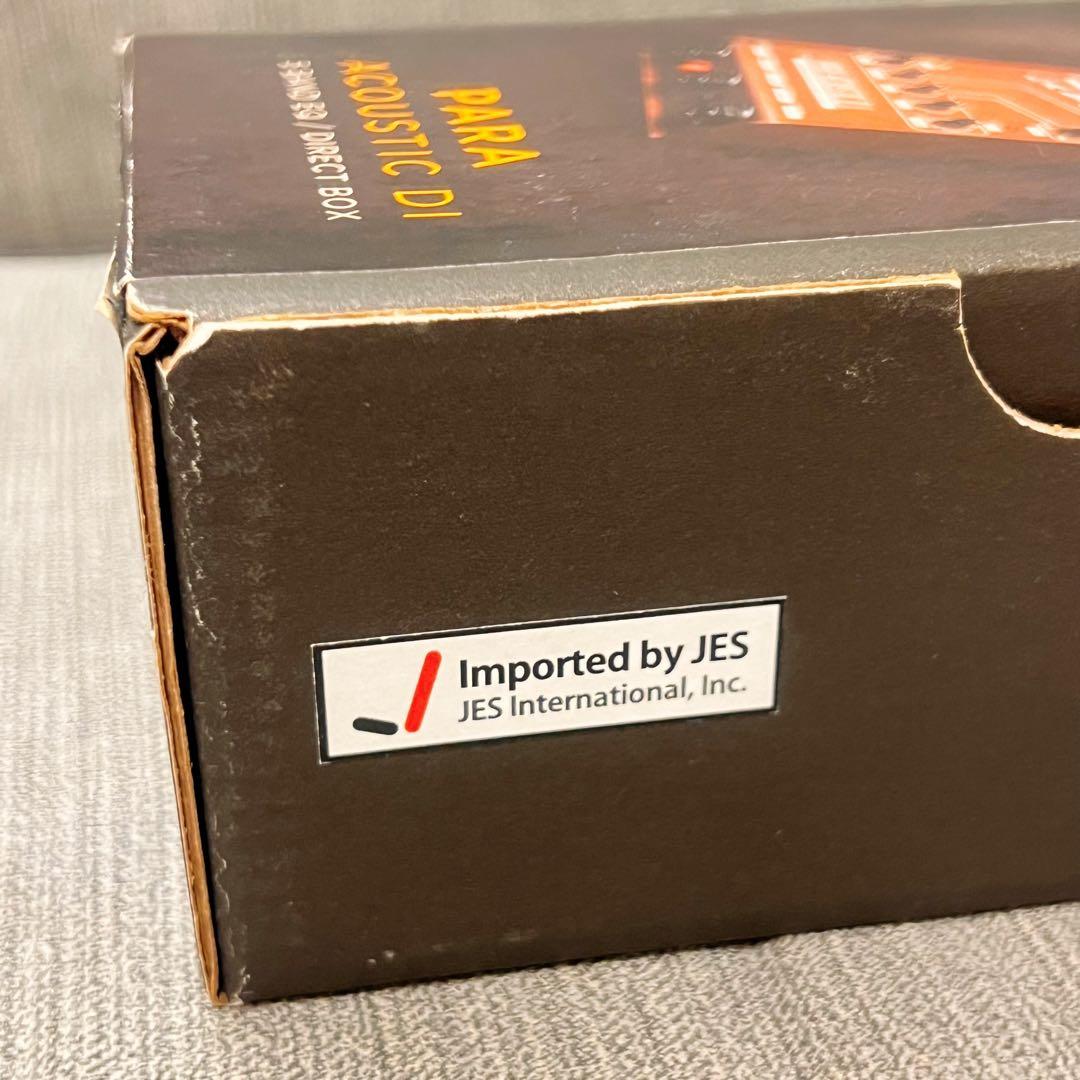 PARA
ACOUSTIC DI
3 BAND EQ / DIRECT BOX
Imported by JES
JES International, Inc.